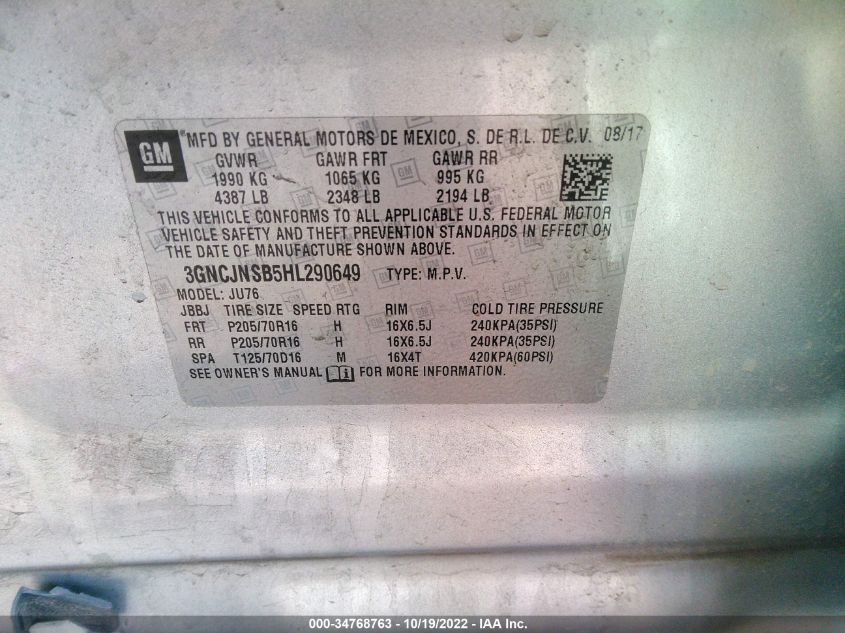 GM ® MFD BY GENERAL MOTORS DE MEXICO, S. DE R.L. DE C.V. 08/17
GVWR GAWR FRT GAWR RR
1990 KG 1065 KG 995 KG
4387 LB 2348 LB 2194 LB
THIS VEHICLE CONFORMS TO ALL APPLICABLE U.S. FEDERAL MOTOR
VEHICLE SAFETY AND THEFT PREVENTION STANDARDS IN EFFECT ON
THE DATE OF MANUFACTURE SHOWN ABOVE.
3GNCJNSB5HL290649 TYPE: M.P.V.
MODEL: JU76
JBBJ TIRE SIZE SPEED RTG RIM COLD TIRE PRESSURE
FRT P205/70R16 H 16X6.5J 240KPA(35PSI)
RR P205/70R16 H 16X6.5J 240KPA(35PSI)
SPA T125/70D16 M 16X4T 420KPA(60PSI)
SEE OWNER'S MANUAL FOR MORE INFORMATION.
000-34768763 - 10/19/2022 - IAA Inc.